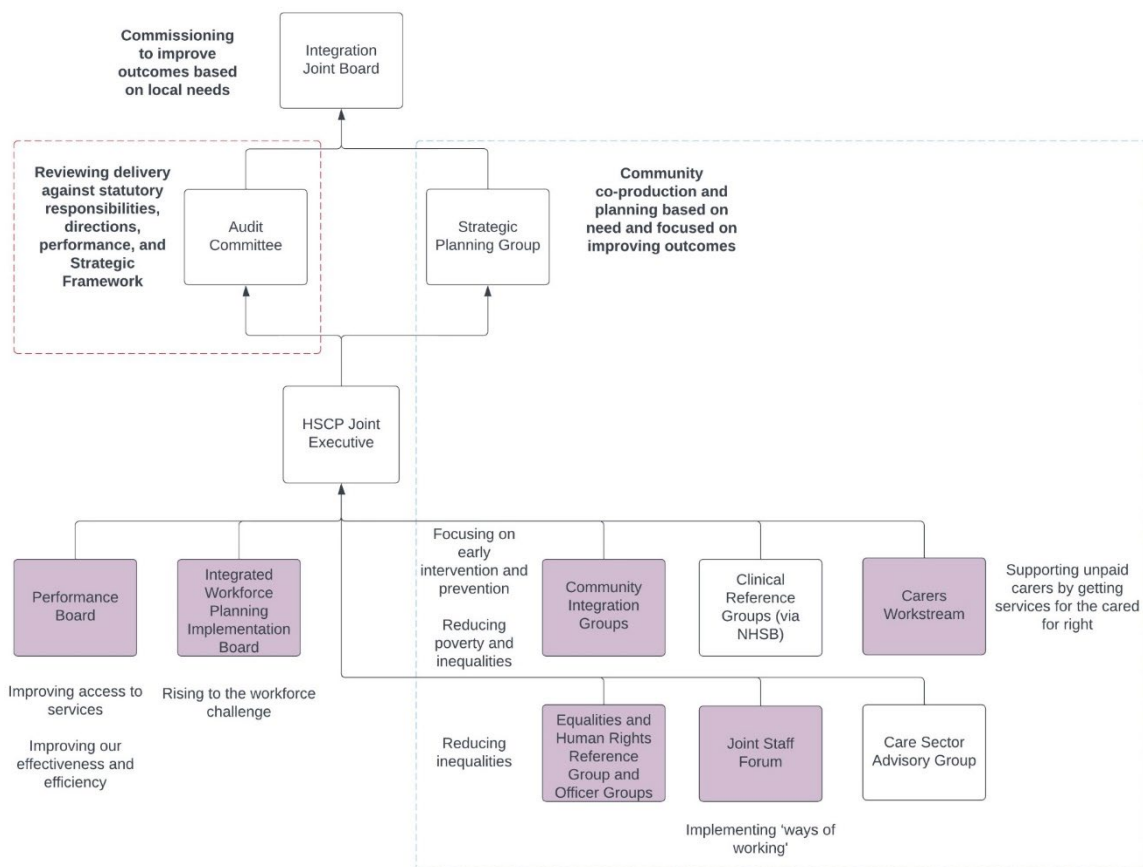 Commissioning
to improve
outcomes based
on local needs
Integration
Joint Board
Reviewing delivery
against statutory
responsibilities,
directions,
performance, and
Strategic
Framework
Audit
Committee
Strategic
Planning Group
Community
co-production and
planning based on
need and focused on
improving outcomes
HSCP Joint
Executive
Performance
Board
Integrated
Workforce
Planning
Implementation
Board
Focusing on
early
intervention and
prevention
Reducing
poverty and
inequalities
Community
Integration
Groups
Clinical
Reference
Groups (via
NHSB)
Carers
Workstream
Supporting unpaid
carers by getting
services for the cared
for right
Improving access to
services
Improving our
effectiveness and
efficiency
Rising to the workforce
challenge
Reducing
inequalities
Equalities and
Human Rights
Reference
Group and
Officer Groups
Joint Staff
Forum
Care Sector
Advisory Group
Implementing 'ways of
working'